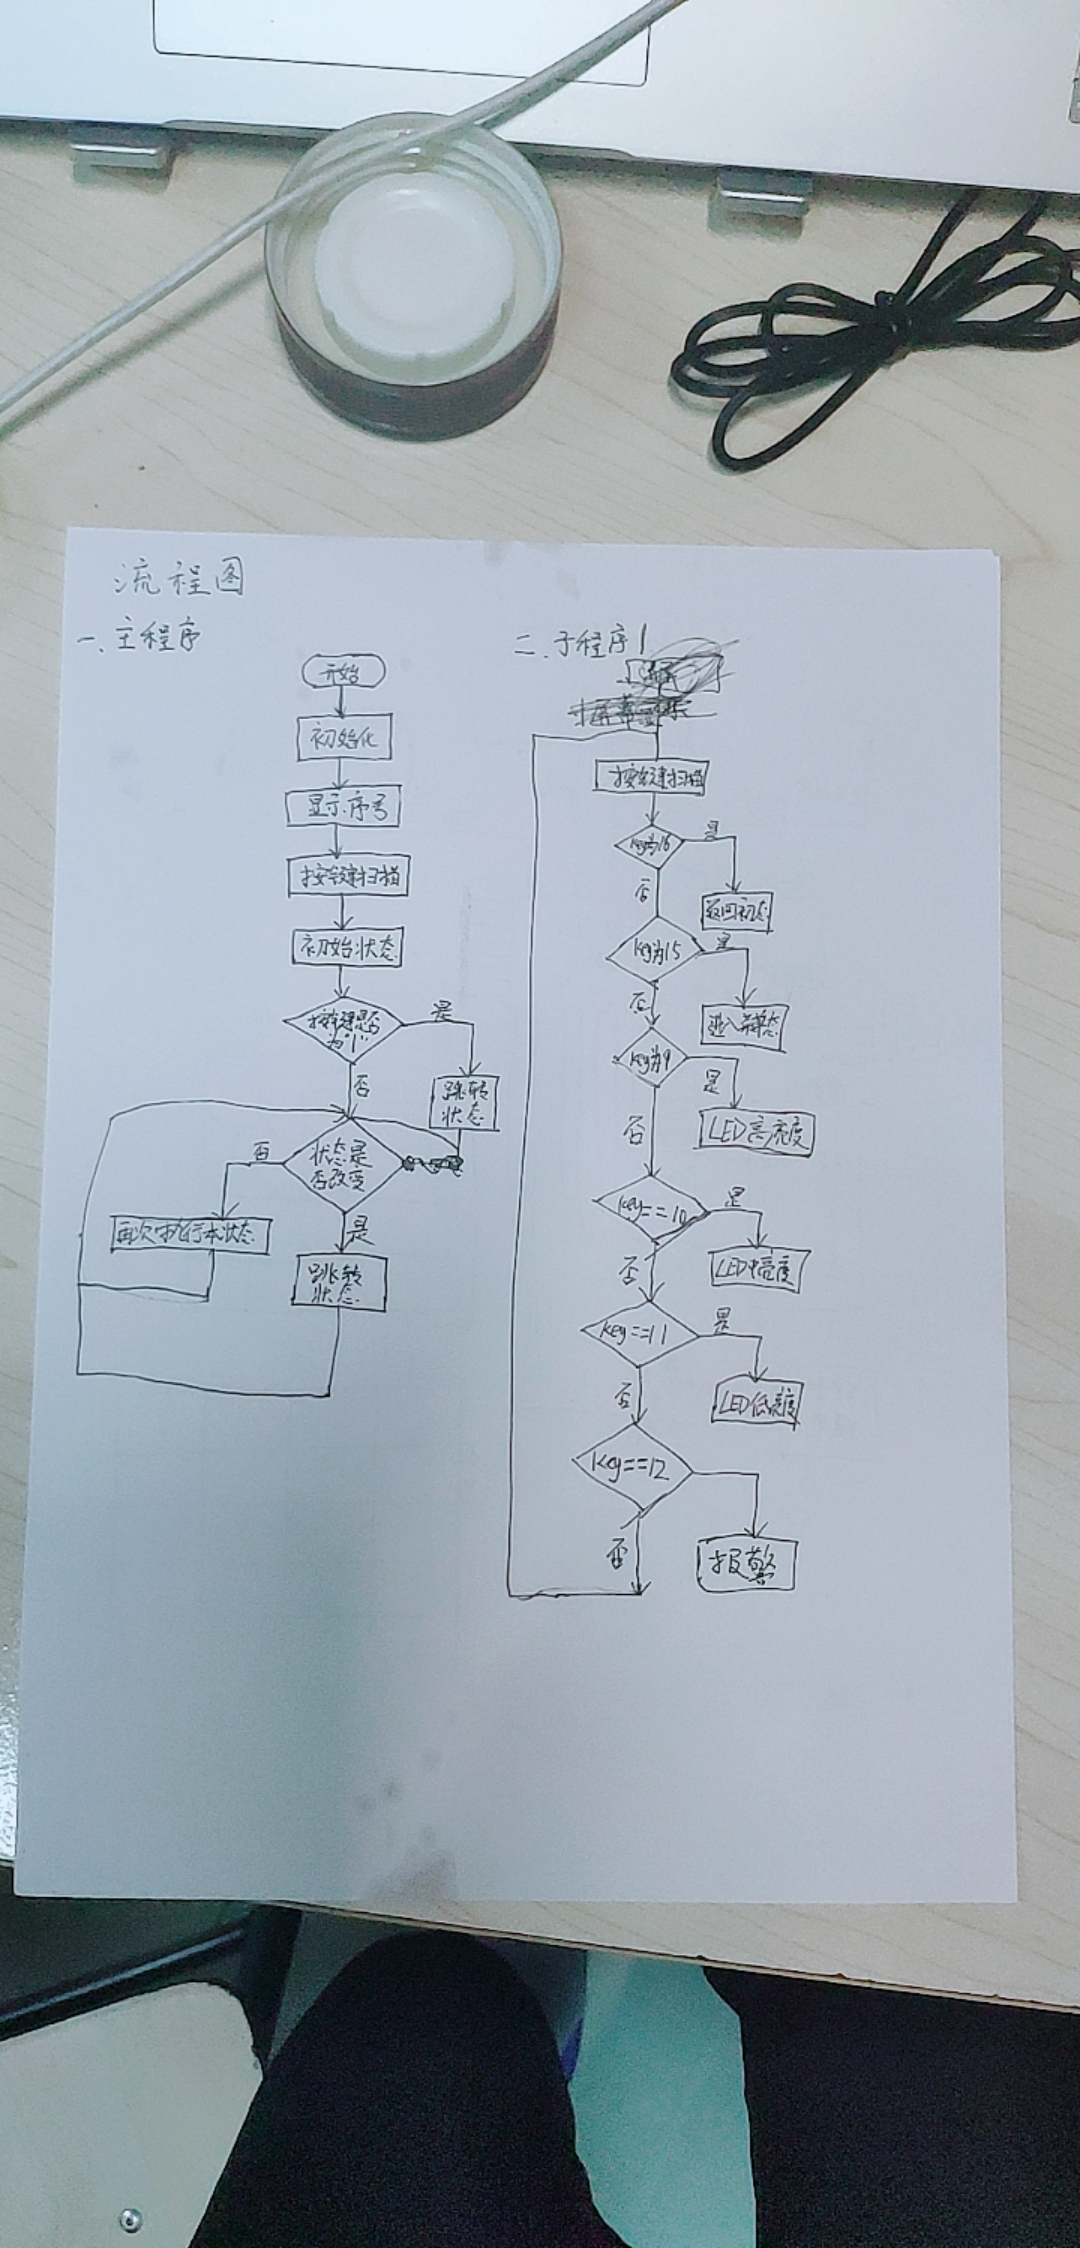 流程图
一、主程序
开始
初始化
显示序号
按键扫描
初始状态
按键是否
为"1"
是
否
跳转
状态
状态是
否改变
否
再次执行本状态
是
跳转
状态
二、子程序1
按键扫描
key为16
是
返回初态
否
key为15
是
否
key为9
是
LED高亮度
否
key==10
是
LED中亮度
否
key==11
是
LED低亮度
否
key==12
报警
否